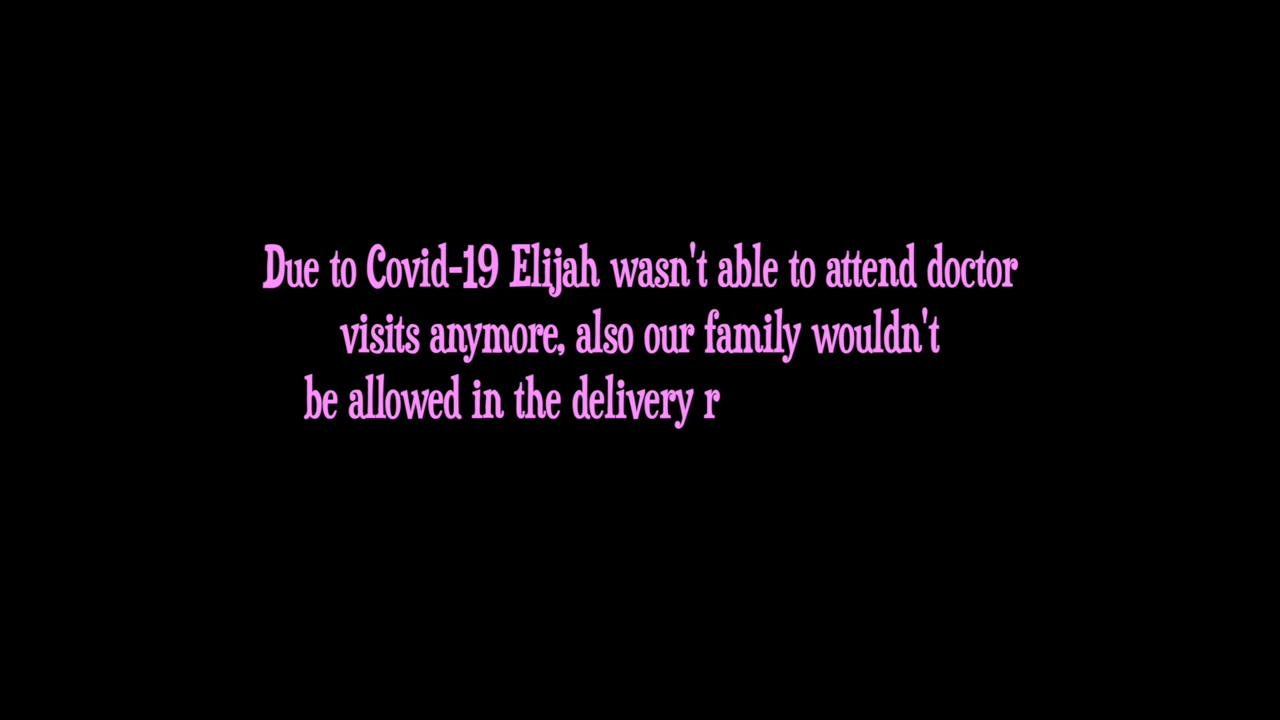 Due to Covid-19 Elijah wasn't able to attend doctor
visits anymore, also our family wouldn't
be allowed in the delivery r